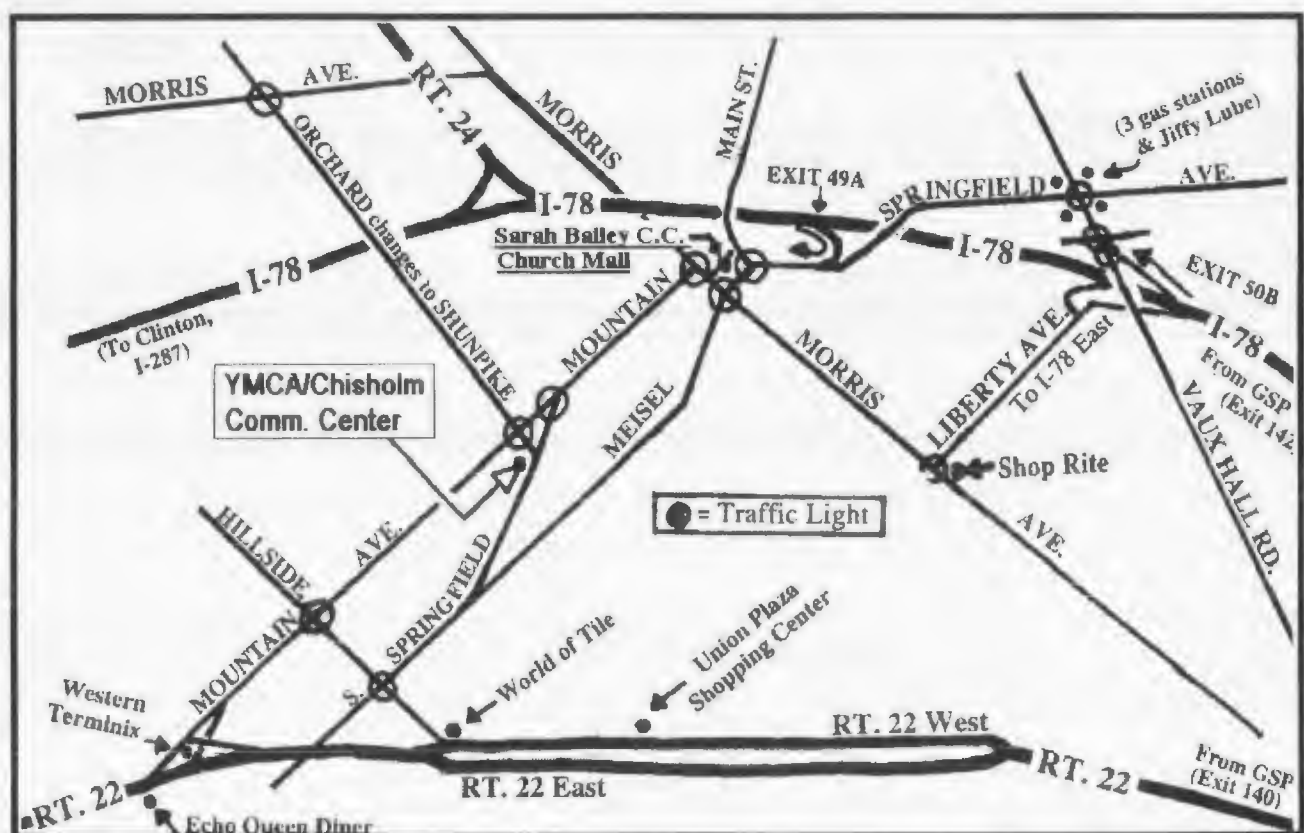 MORRIS AVE.
RT. 24
MORRIS
MAIN ST.
(3 gas stations
& Jiffy Lube)
ORCHARD changes to SHUNPIKE
I-78
EXIT 49A
SPRINGFIELD AVE.
Sarah Bailey C.C.
Church Mall
I-78
I-78
EXIT 50B
(To Clinton,
I-287)
MOUNTAIN
MORRIS
LIBERTY AVE.
To I-78 East
I-78
From GSP
(Exit 142
YMCA/Chisholm
Comm. Center
MEISEL
VAUX HALL RD.
Shop Rite
= Traffic Light
AVE.
HILLSIDE
AVE.
SPRINGFIELD
S.
MOUNTAIN
World of Tile
Union Plaza
Shopping Center
Western
Terminix
RT. 22 West
RT. 22
RT. 22 East
RT. 22
From GSP
(Exit 140)
Echo Queen Diner